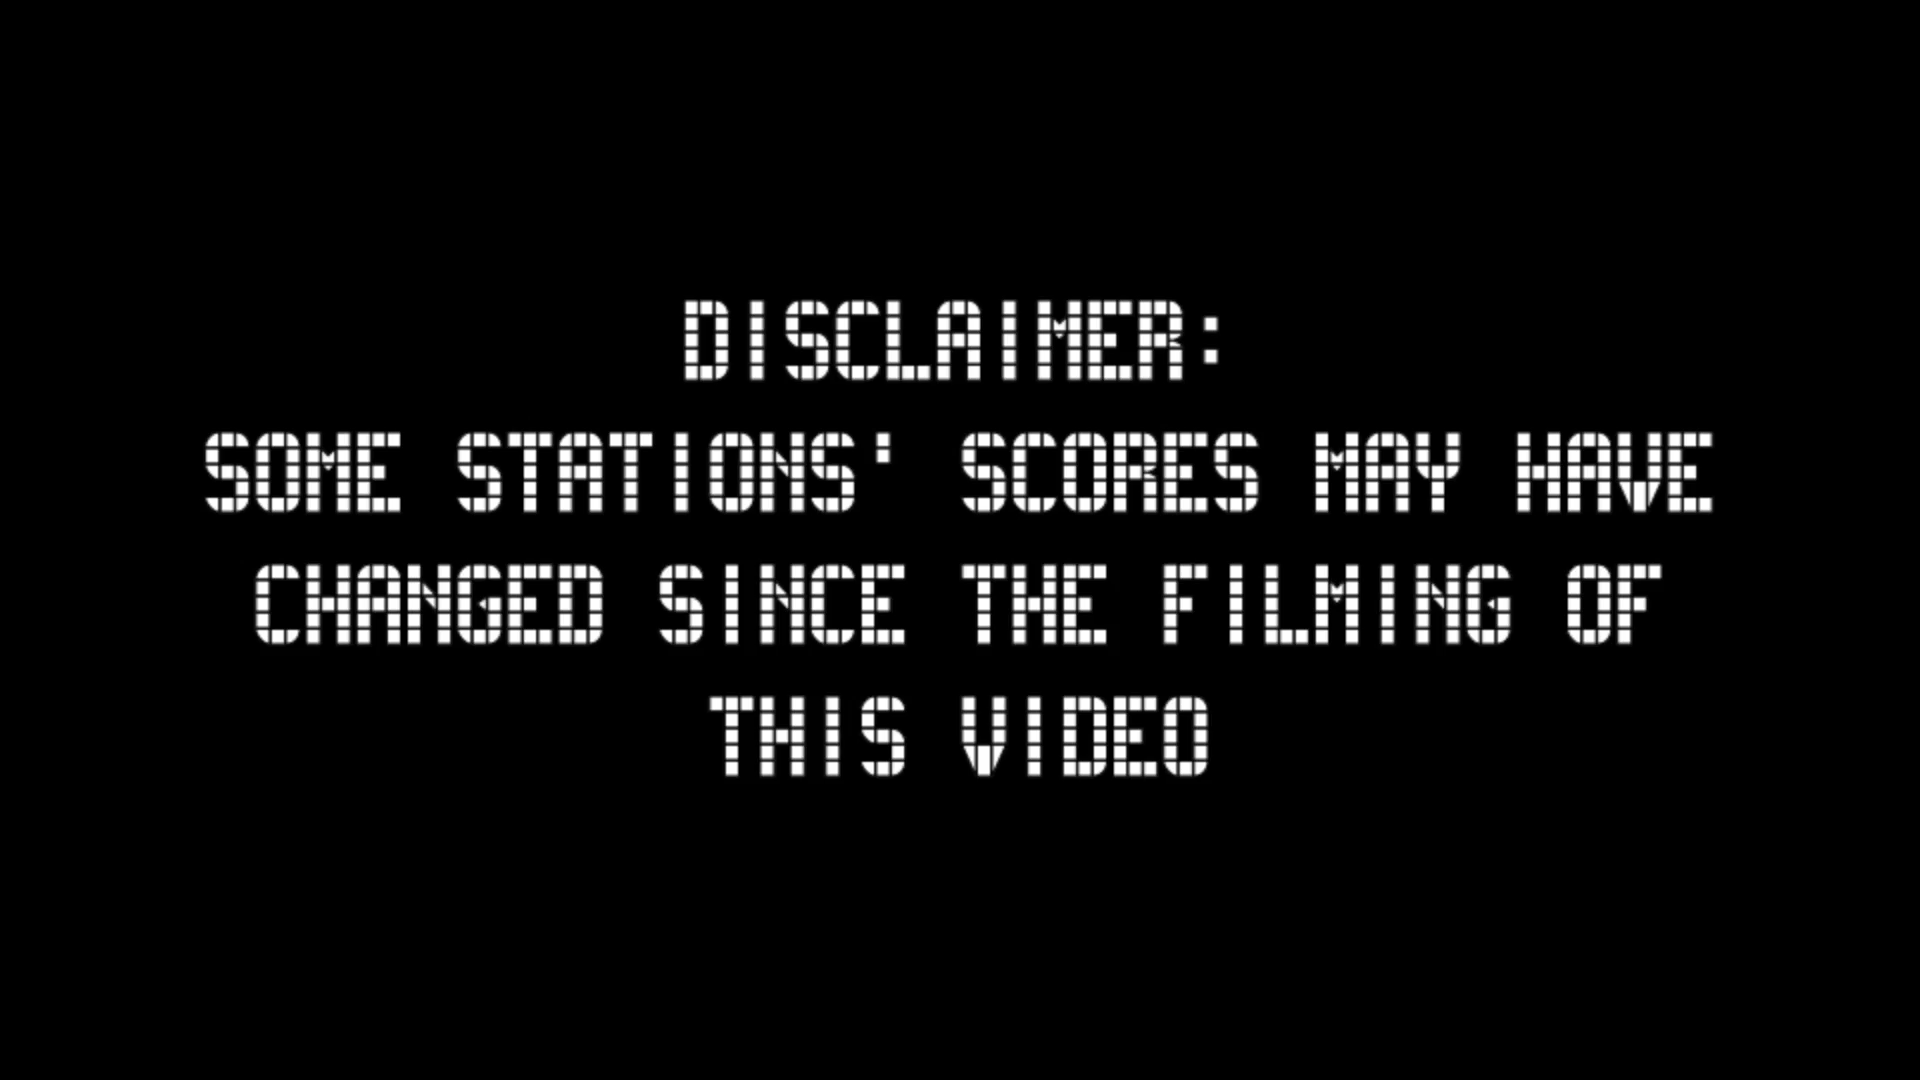 DISCLAIMER:
SOME STATIONS' SCORES MAY HAVE
CHANGED SINCE THE FILMING OF
THIS VIDEO